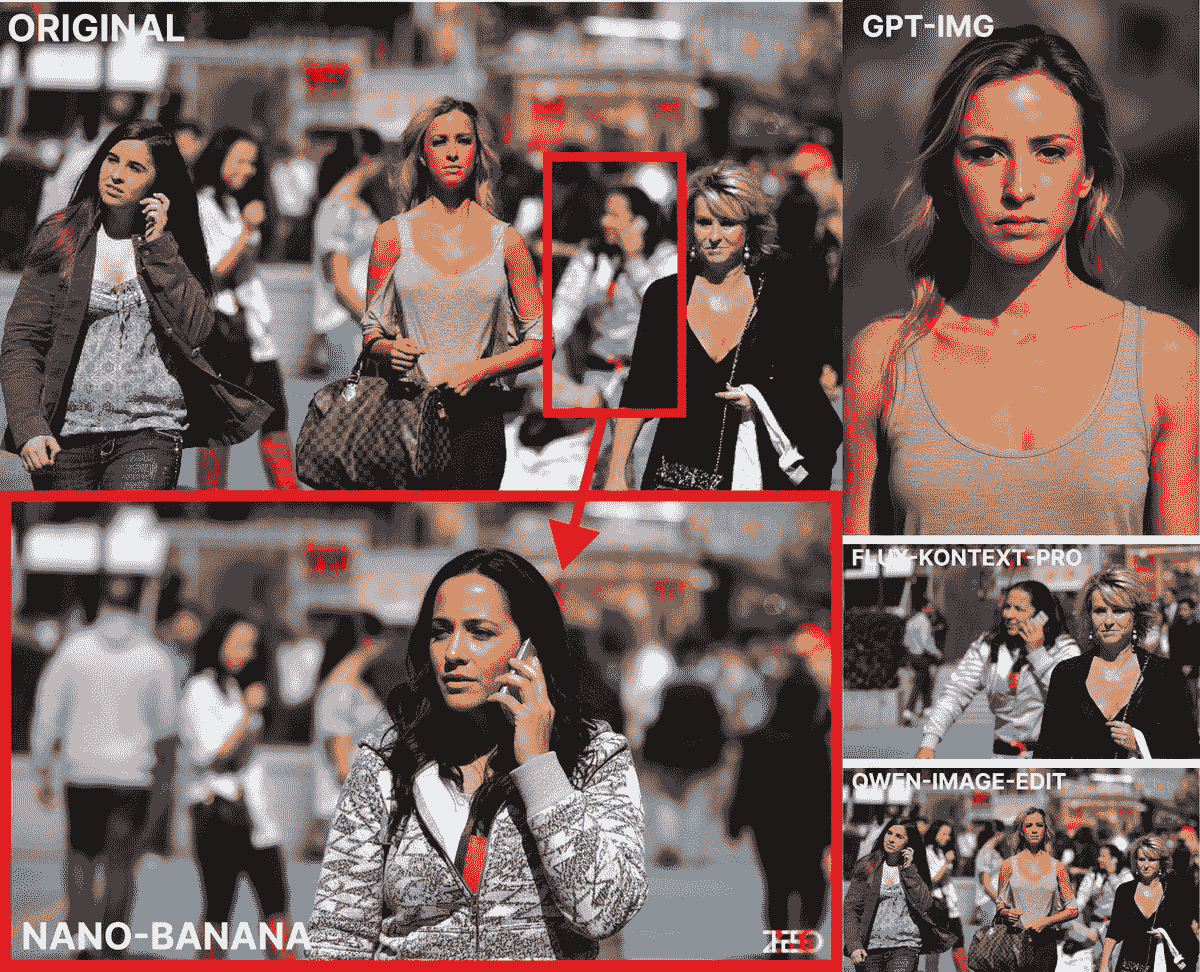 ORIGINAL
GPT-IMG
FLUX-KONTEXT-PRO
QWEN-IMAGE-EDIT
NANO-BANANA